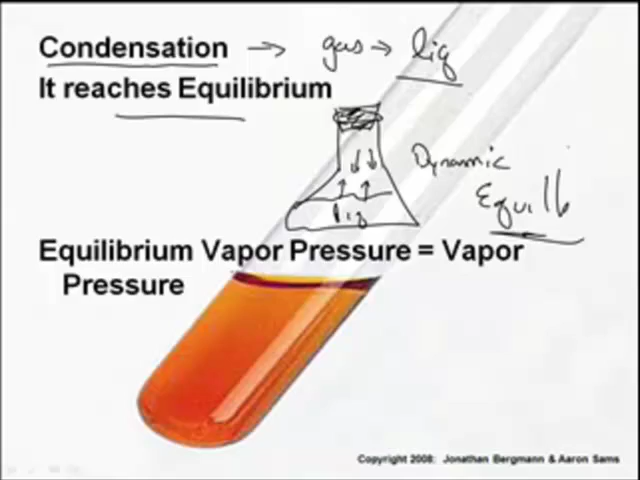 Condensation → gas → liq
It reaches Equilibrium
Dynamic
Equilib
liq
Equilibrium Vapor Pressure = Vapor
Pressure
Copyright 2008: Jonathan Bergmann & Aaron Sams